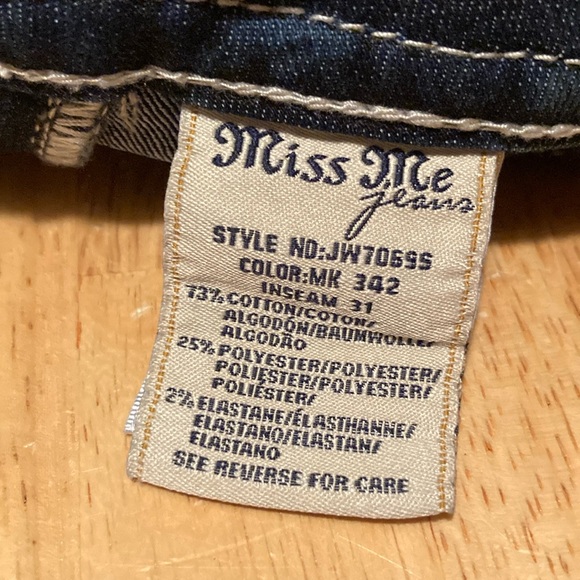 Miss Me
jeans
STYLE NO:JW7069S
COLOR:MK 342
INSEAM 31
73% COTTON/COTON/
ALGODÓN/BAUMWOLLE/
ALGODÃO
25% POLYESTER/POLYESTER/
POLIÉSTER/POLYESTER/
POLIÉSTER/
2% ELASTANE/ÉLASTHANNE/
ELASTANO/ELASTAN/
ELASTANO
SEE REVERSE FOR CARE